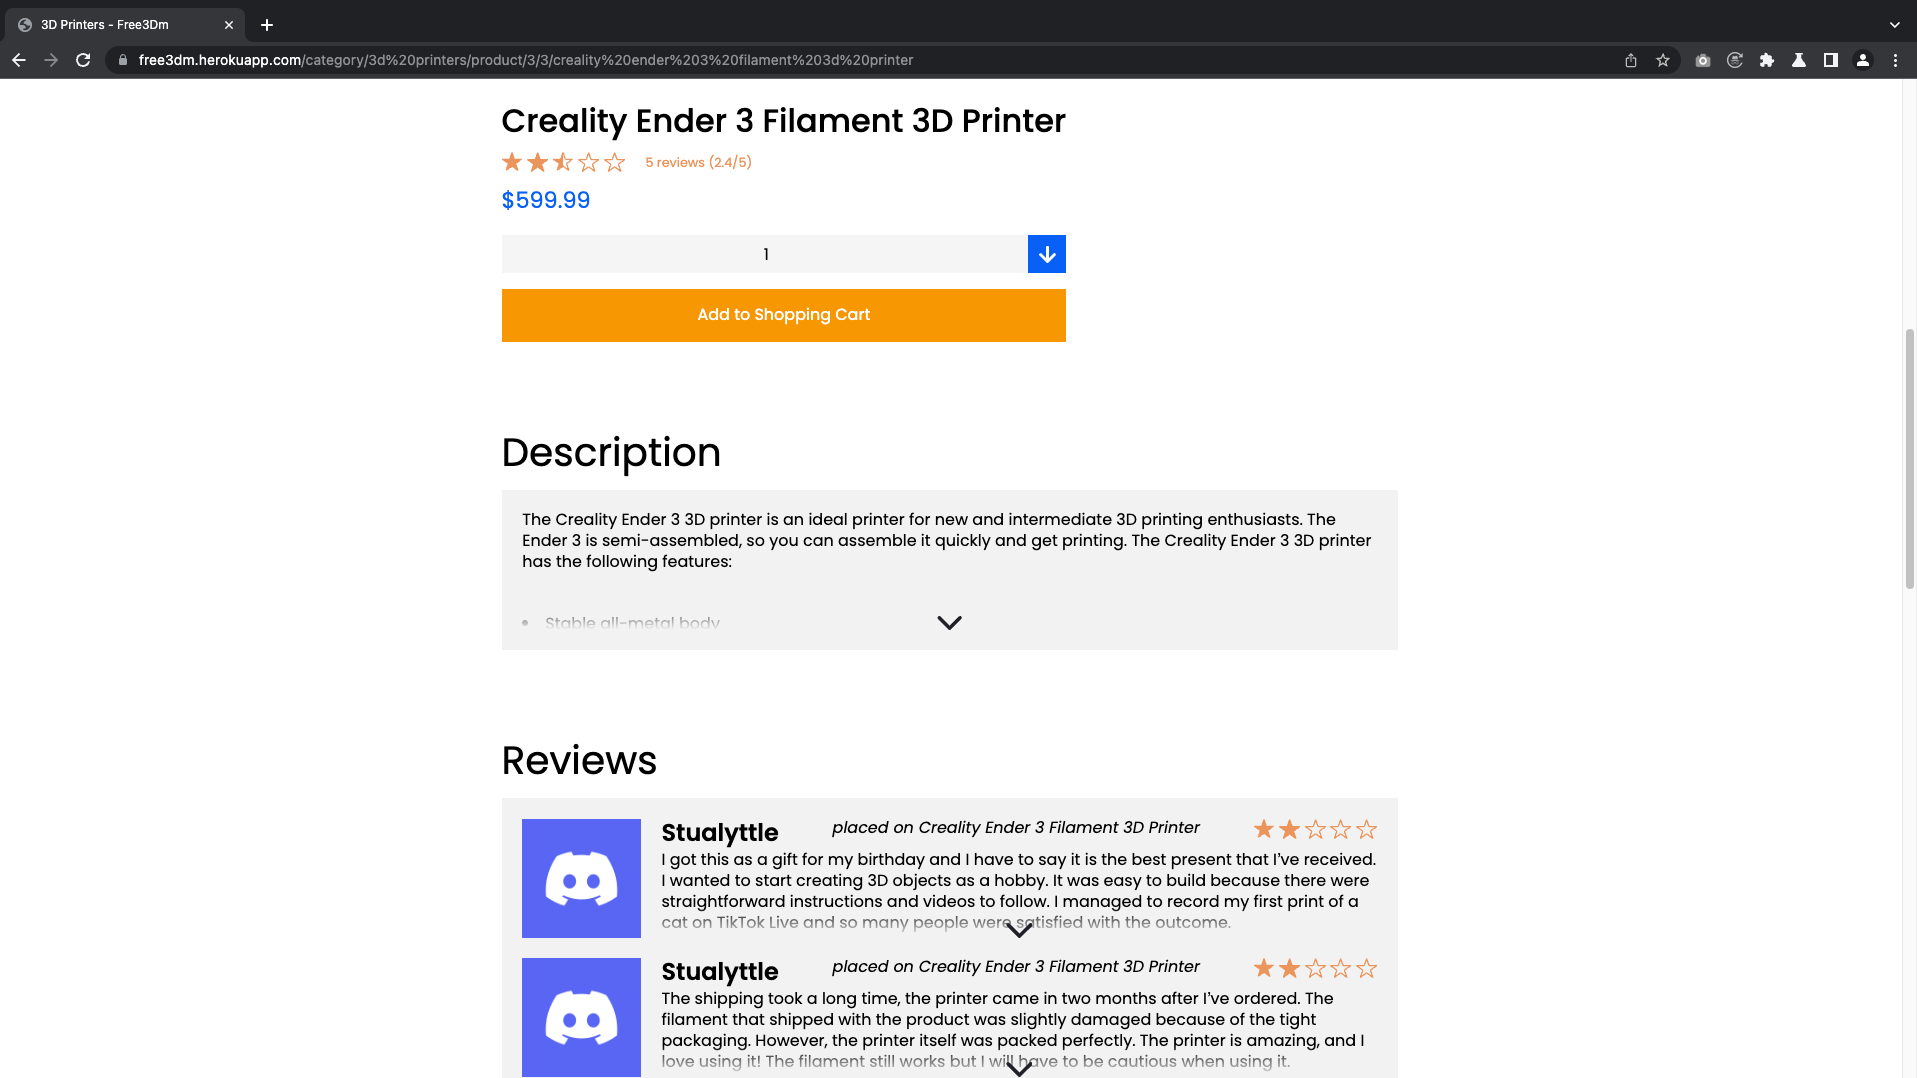 3D Printers - Free3Dm
free3dm.herokuapp.com/category/3d%20printers/product/3/3/creality%20ender%203%20filament%203d%20printer
Creality Ender 3 Filament 3D Printer
5 reviews (2.4/5)
$599.99
1
Add to Shopping Cart
Description
The Creality Ender 3 3D printer is an ideal printer for new and intermediate 3D printing enthusiasts. The
Ender 3 is semi-assembled, so you can assemble it quickly and get printing. The Creality Ender 3 3D printer
has the following features:
• Stable all-metal body
Reviews
Stualyttle placed on Creality Ender 3 Filament 3D Printer
I got this as a gift for my birthday and I have to say it is the best present that I've received.
I wanted to start creating 3D objects as a hobby. It was easy to build because there were
straightforward instructions and videos to follow. I managed to record my first print of a
cat on TikTok Live and so many people were satisfied with the outcome.
Stualyttle placed on Creality Ender 3 Filament 3D Printer
The shipping took a long time, the printer came in two months after I've ordered. The
filament that shipped with the product was slightly damaged because of the tight
packaging. However, the printer itself was packed perfectly. The printer is amazing, and I
love using it! The filament still works but I will have to be cautious when using it.